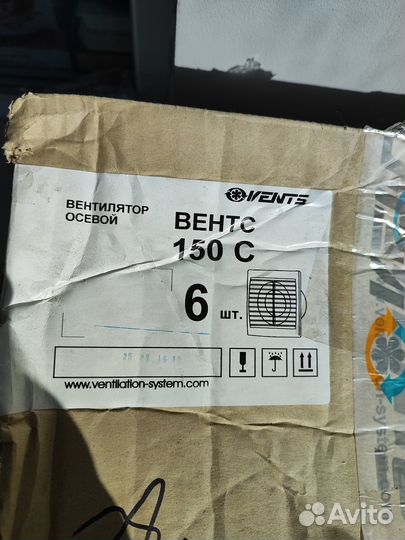 VENTS
ВЕНТИЛЯТОР
ОСЕВОЙ
ВЕНТС
150 С
6 шт.
www.ventilation-system.com
Avito